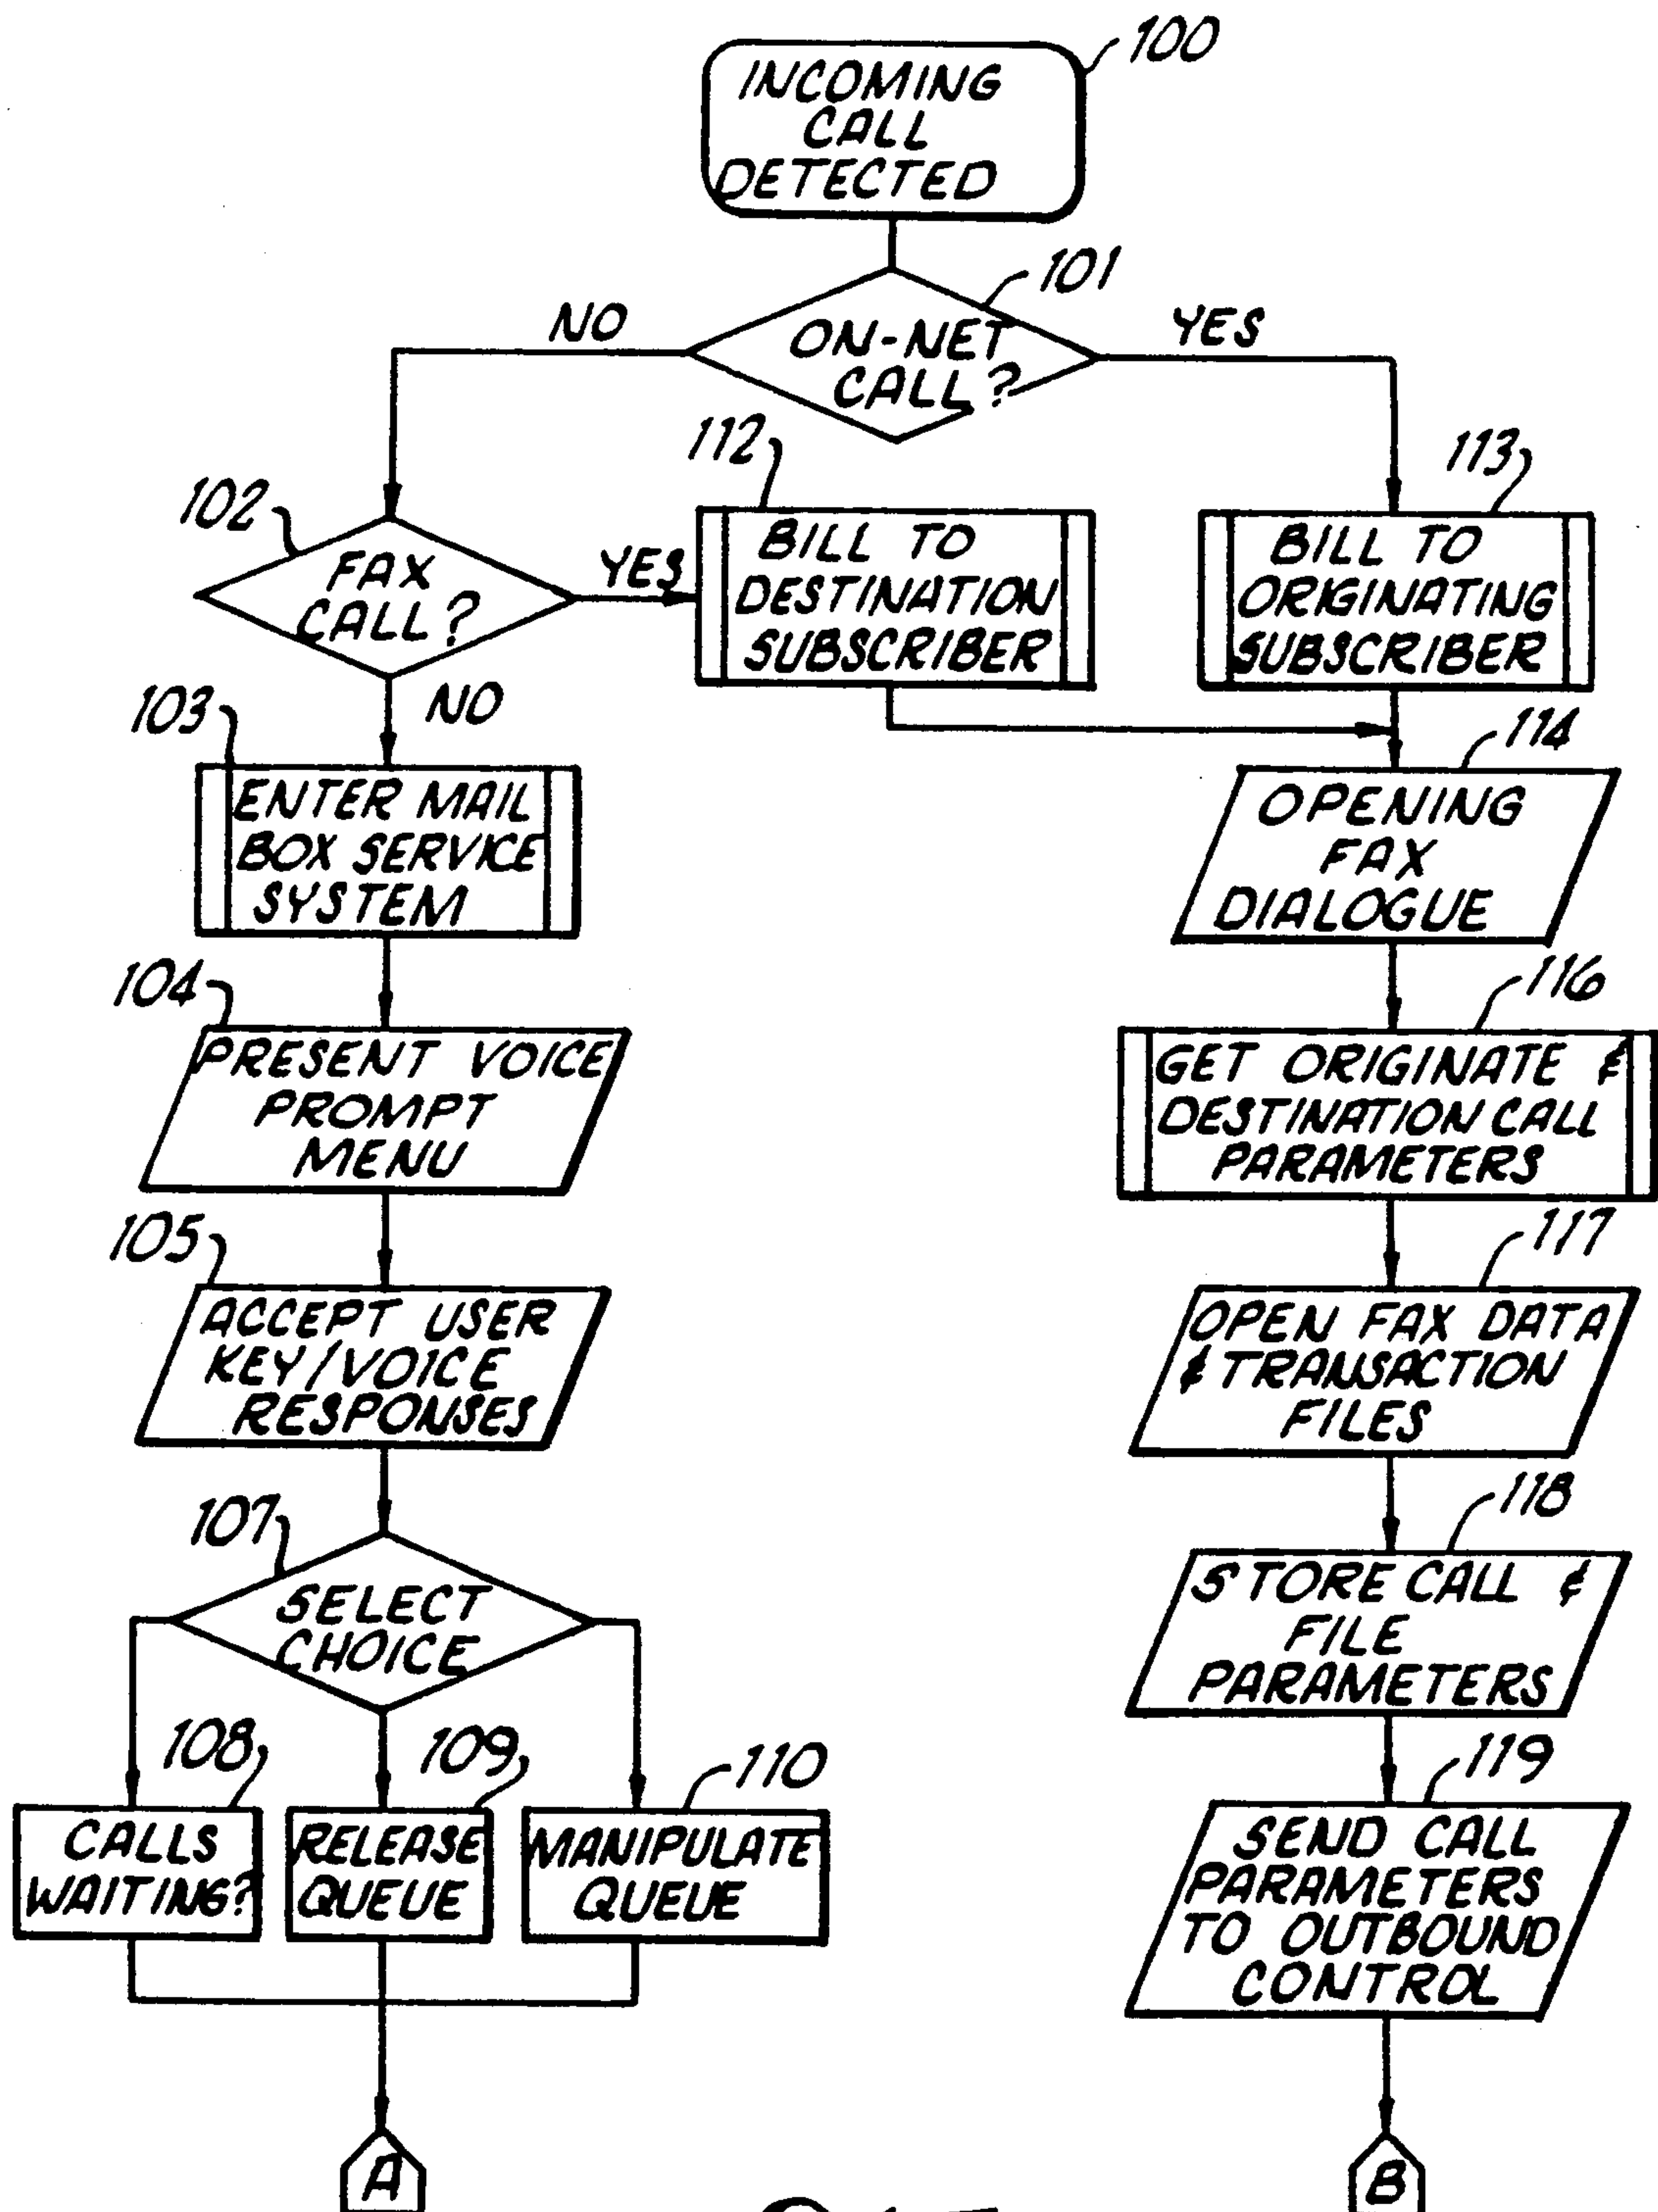 100
INCOMING
CALL
DETECTED
101
NO
ON-NET
CALL?
YES
112
113
102
FAX
CALL?
YES
BILL TO
DESTINATION
SUBSCRIBER
BILL TO
ORIGINATING
SUBSCRIBER
NO
103
ENTER MAIL
BOX SERVICE
SYSTEM
114
OPENING
FAX
DIALOGUE
104
PRESENT VOICE
PROMPT
MENU
116
GET ORIGINATE &
DESTINATION CALL
PARAMETERS
105
ACCEPT USER
KEY/VOICE
RESPONSES
117
OPEN FAX DATA
& TRANSACTION
FILES
107
SELECT
CHOICE
118
STORE CALL &
FILE
PARAMETERS
108
CALLS
WAITING?
109
RELEASE
QUEUE
110
MANIPULATE
QUEUE
119
SEND CALL
PARAMETERS
TO OUTBOUND
CONTROL
A
B